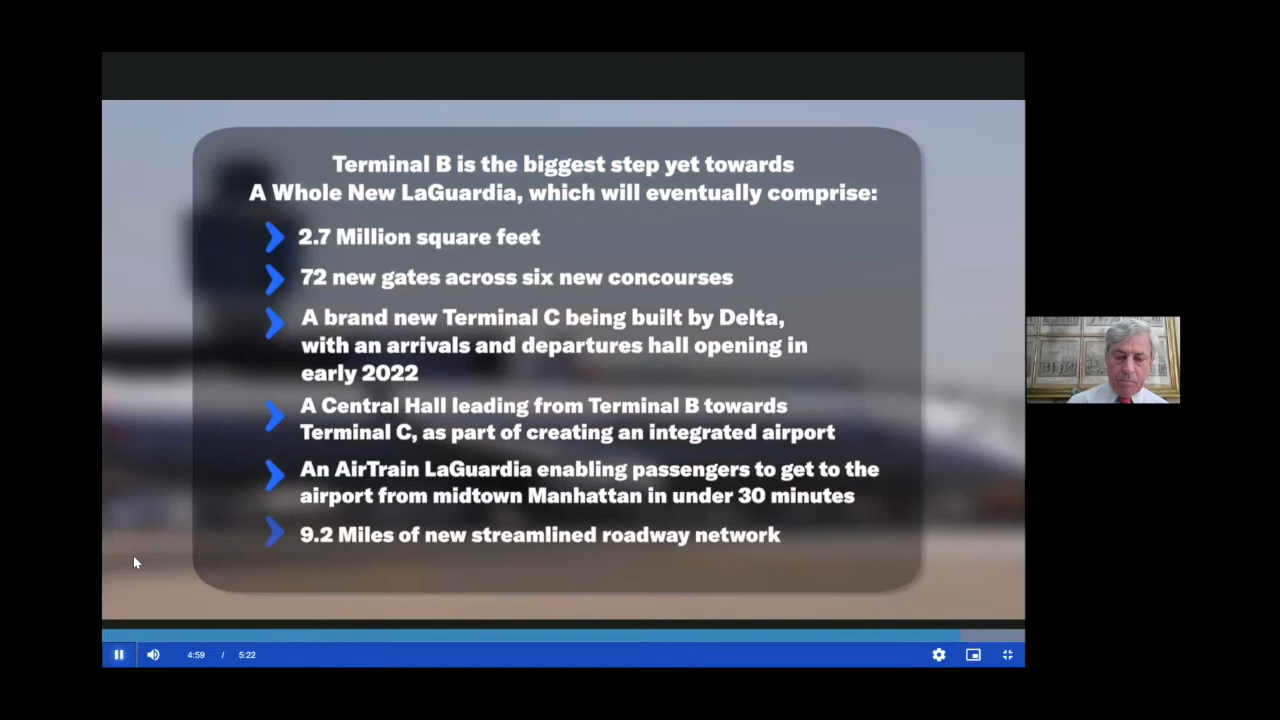 Terminal B is the biggest step yet towards
A Whole New LaGuardia, which will eventually comprise:
2.7 Million square feet
72 new gates across six new concourses
A brand new Terminal C being built by Delta,
with an arrivals and departures hall opening in
early 2022
A Central Hall leading from Terminal B towards
Terminal C, as part of creating an integrated airport
An AirTrain LaGuardia enabling passengers to get to the
airport from midtown Manhattan in under 30 minutes
9.2 Miles of new streamlined roadway network
4:59 / 5:22